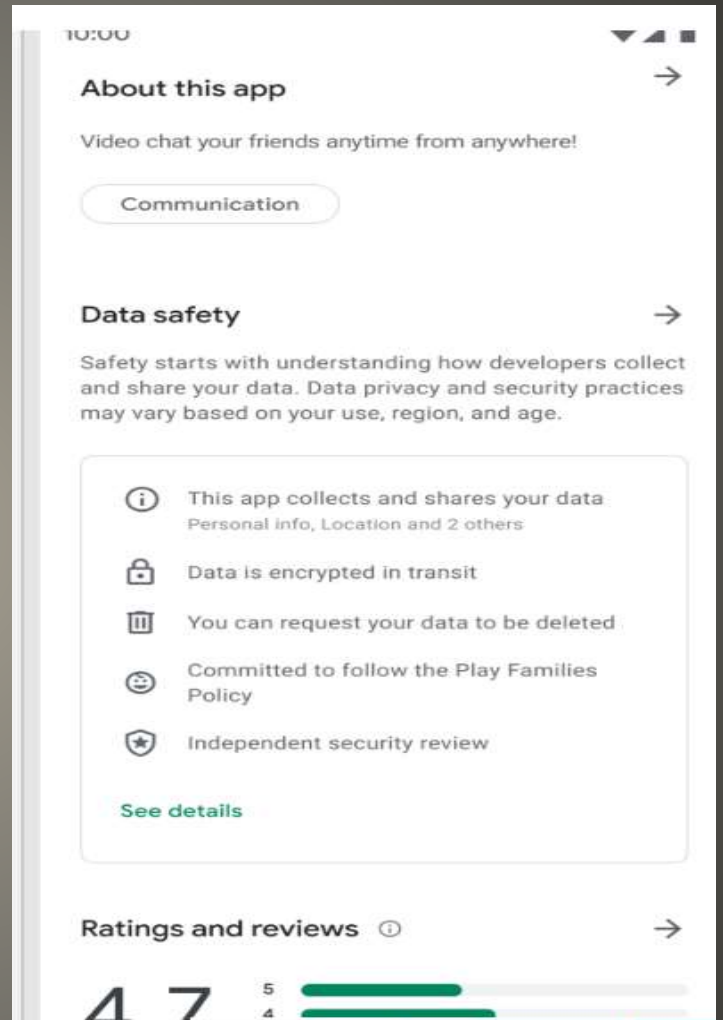 10:00
About this app
Video chat your friends anytime from anywhere!
Communication
Data safety
Safety starts with understanding how developers collect
and share your data. Data privacy and security practices
may vary based on your use, region, and age.
This app collects and shares your data
Personal info, Location and 2 others
Data is encrypted in transit
You can request your data to be deleted
Committed to follow the Play Families
Policy
Independent security review
See details
Ratings and reviews
4.7
5
4